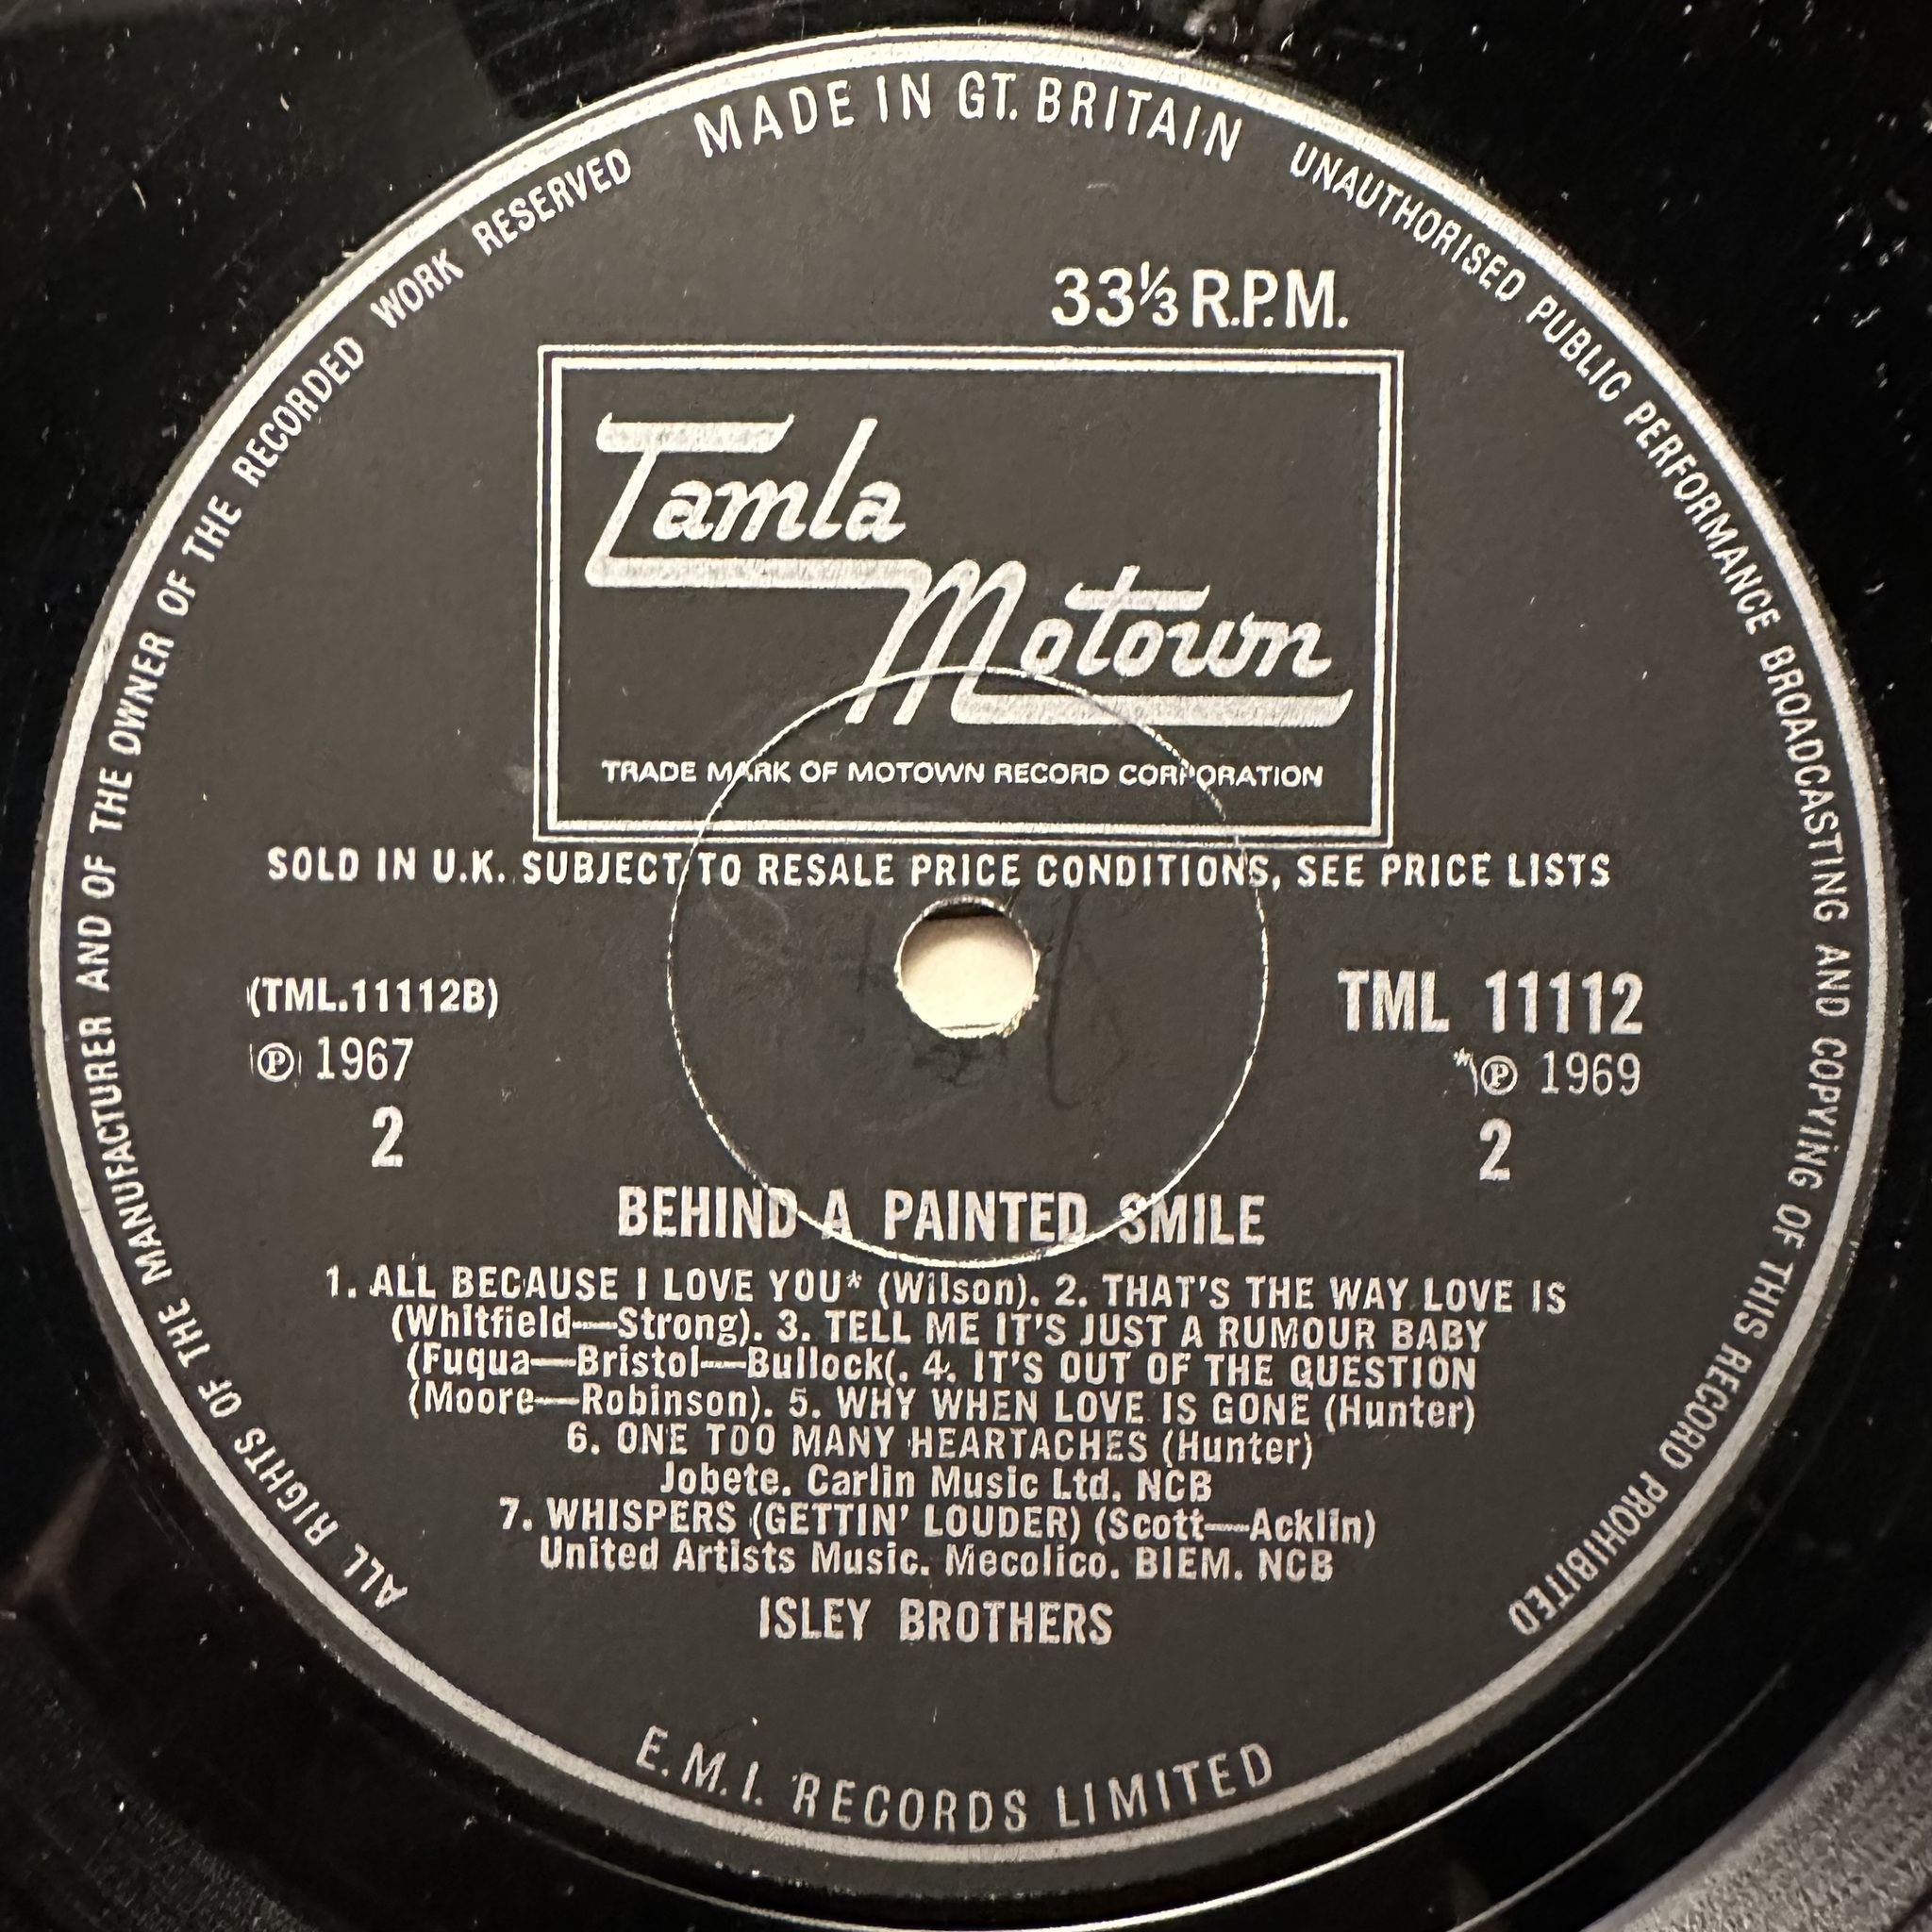 MADE IN GT. BRITAIN
UNAUTHORISED PUBLIC PERFORMANCE BROADCASTING AND COPYING OF THIS RECORD PROHIBITED
ALL RIGHTS OF THE MANUFACTURER AND OF THE OWNER OF THE RECORDED WORK RESERVED
33⅓ R.P.M.
Tamla
Motown
TRADE MARK OF MOTOWN RECORD CORPORATION
SOLD IN U.K. SUBJECT TO RESALE PRICE CONDITIONS, SEE PRICE LISTS
(TML.11112B)
℗ 1967
2
TML 11112
*℗ 1969
2
BEHIND A PAINTED SMILE
1. ALL BECAUSE I LOVE YOU* (Wilson). 2. THAT'S THE WAY LOVE IS
(Whitfield—Strong). 3. TELL ME IT'S JUST A RUMOUR BABY
(Fuqua—Bristol—Bullock(. 4. IT'S OUT OF THE QUESTION
(Moore—Robinson). 5. WHY WHEN LOVE IS GONE (Hunter)
6. ONE TOO MANY HEARTACHES (Hunter)
Jobete. Carlin Music Ltd. NCB
7. WHISPERS (GETTIN' LOUDER) (Scott—Acklin)
United Artists Music. Mecolico. BIEM. NCB
ISLEY BROTHERS
E.M.I. RECORDS LIMITED